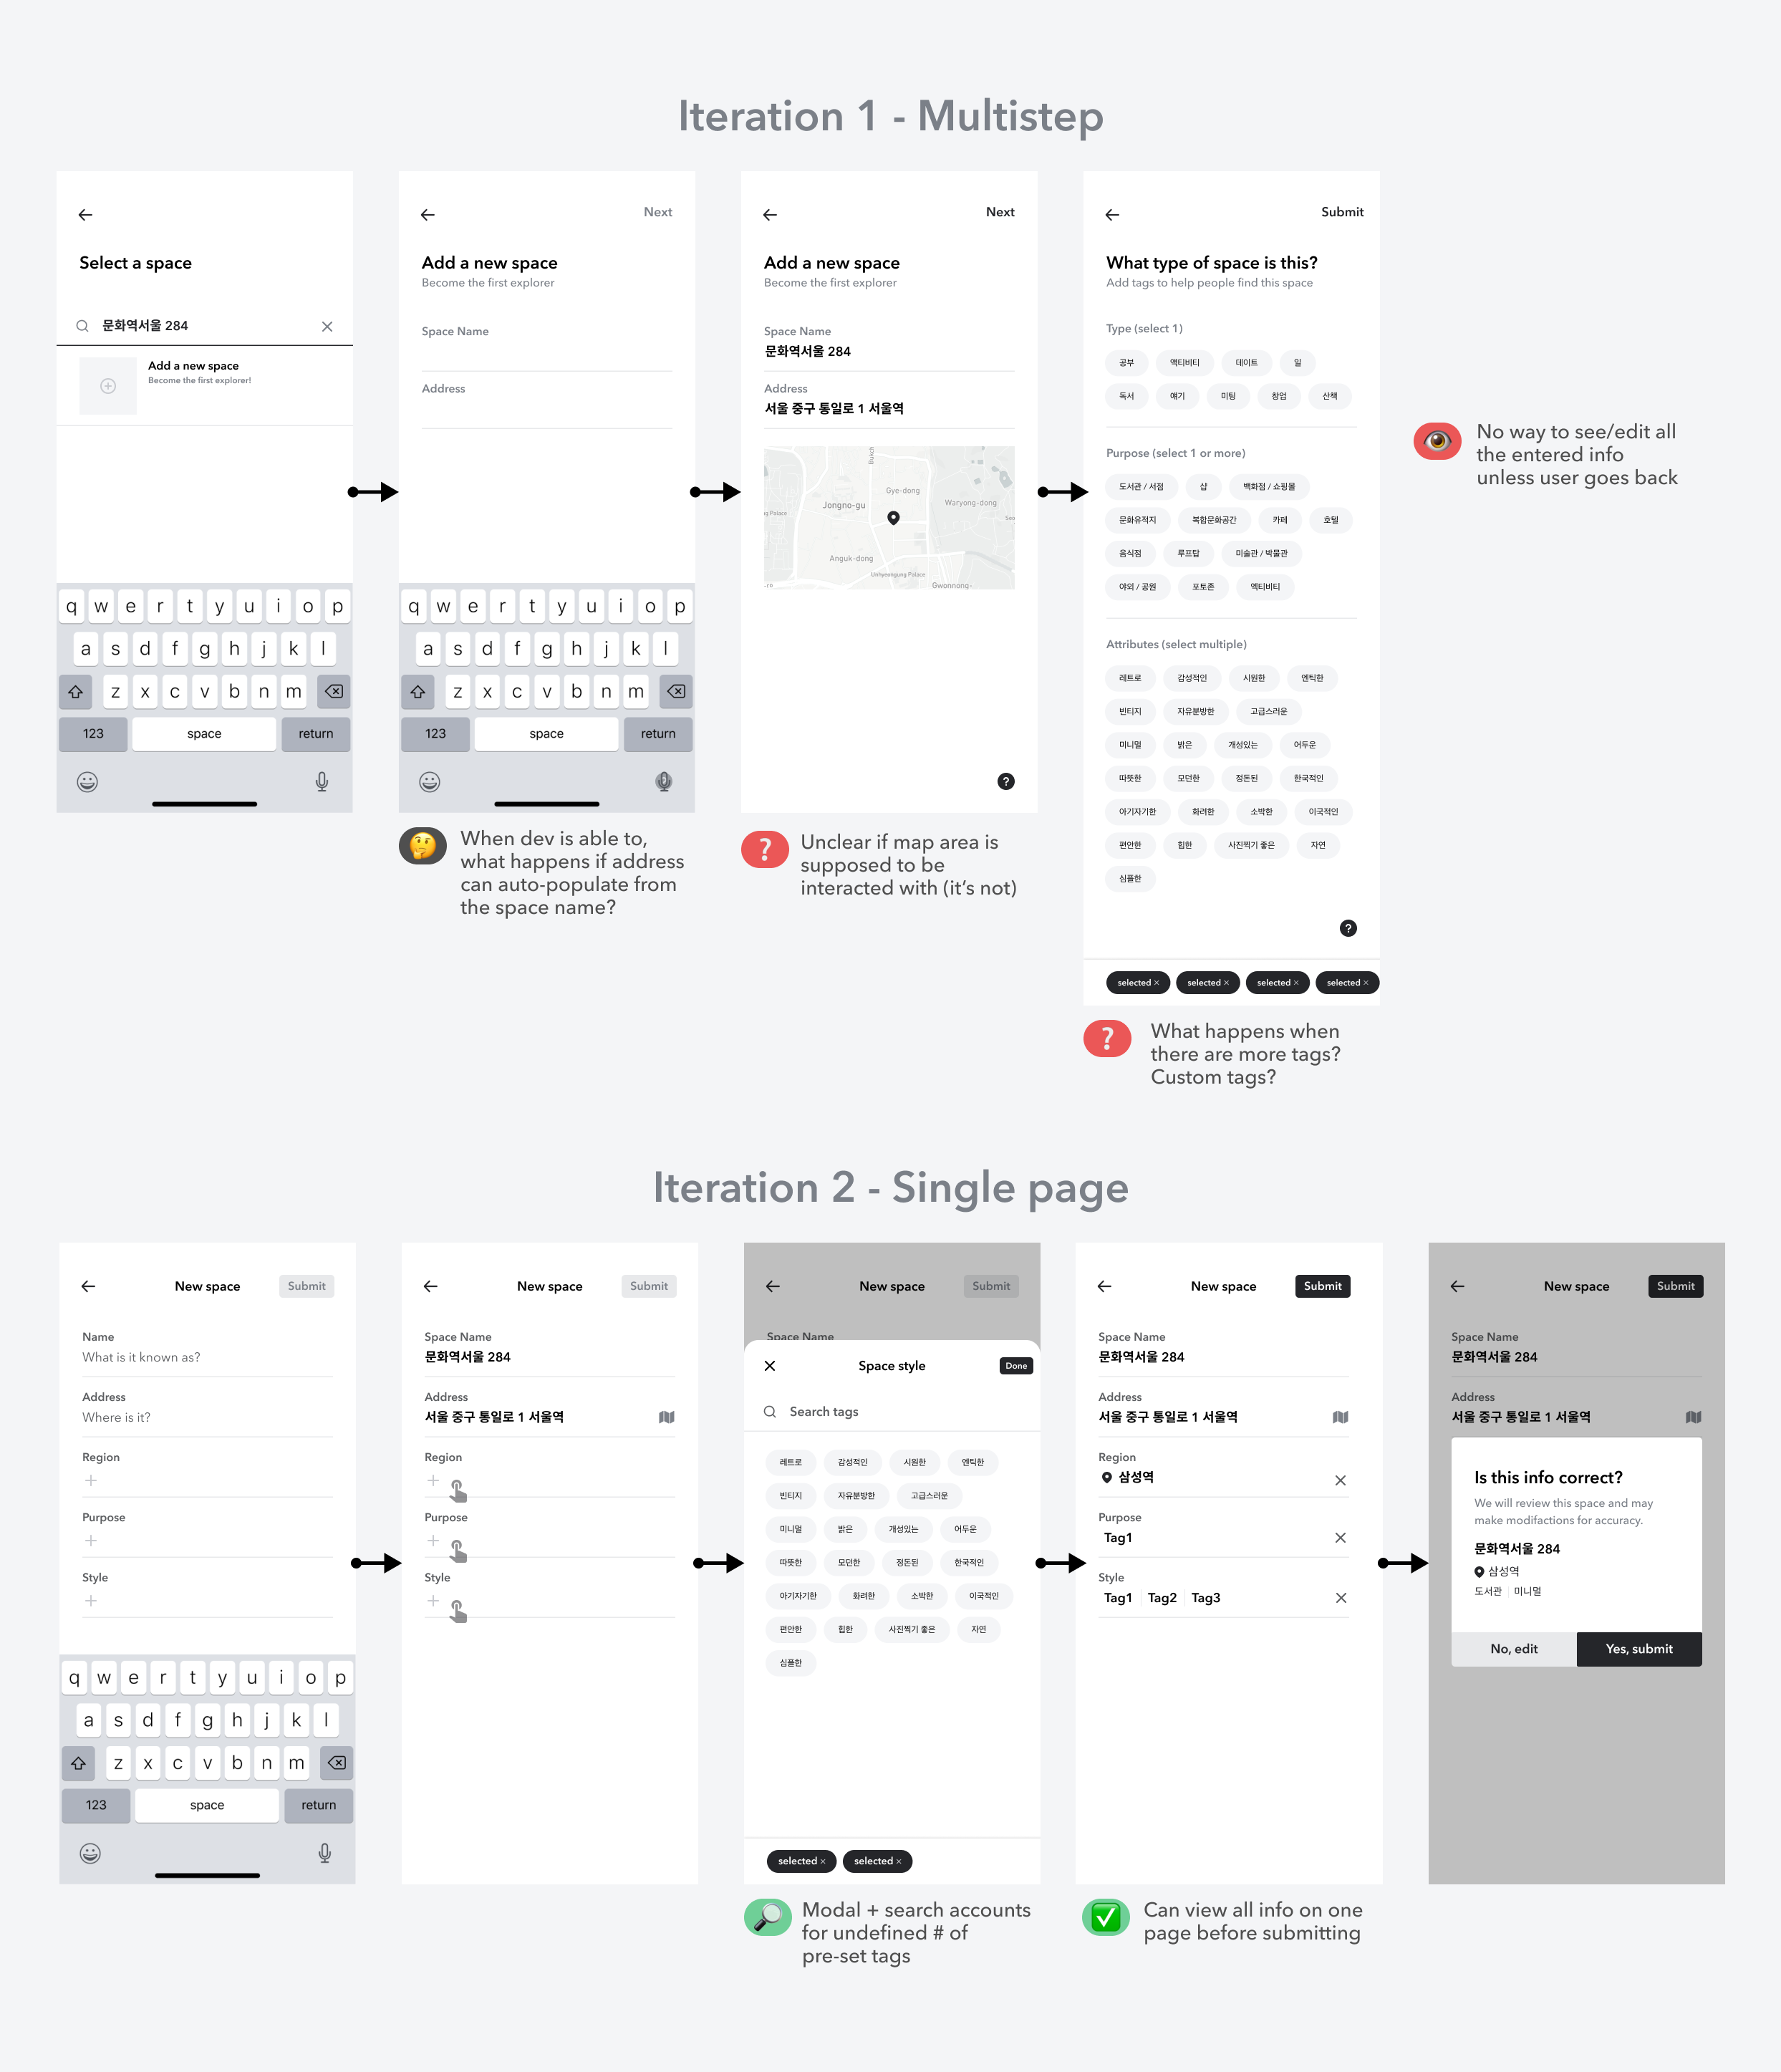 Iteration 1 - Multistep
Select a space
문화역서울 284
Add a new space
Become the first explorer!
q w e r t y u i o p
a s d f g h j k l
z x c v b n m
123 space return
Next
Add a new space
Become the first explorer
Space Name
Address
q w e r t y u i o p
a s d f g h j k l
z x c v b n m
123 space return
When dev is able to,
what happens if address
can auto-populate from
the space name?
Next
Add a new space
Become the first explorer
Space Name
문화역서울 284
Address
서울 중구 통일로 1 서울역
Bukch
Gye-dong
Jongno-gu
Waryong-dong
g Palace
Seo
Anguk-dong
Unhyeongung Palace
Gwonnong-
?
?
Unclear if map area is
supposed to be
interacted with (it's not)
Submit
What type of space is this?
Add tags to help people find this space
Type (select 1)
공부 액티비티 데이트 일
독서 얘기 미팅 창업 산책
Purpose (select 1 or more)
도서관 / 서점 샵 백화점 / 쇼핑몰
문화유적지 복합문화공간 카페 호텔
음식점 루프탑 미술관 / 박물관
야외 / 공원 포토존 엑티비티
Attributes (select multiple)
레트로 감성적인 시원한 엔틱한
빈티지 자유분방한 고급스러운
미니멀 밝은 개성있는 어두운
따뜻한 모던한 정돈된 한국적인
아기자기한 화려한 소박한 이국적인
편안한 힙한 사진찍기 좋은 자연
심플한
?
selected × selected × selected × selected ×
?
What happens when
there are more tags?
Custom tags?
No way to see/edit all
the entered info
unless user goes back
Iteration 2 - Single page
New space Submit
Name
What is it known as?
Address
Where is it?
Region
Purpose
Style
q w e r t y u i o p
a s d f g h j k l
z x c v b n m
123 space return
New space Submit
Space Name
문화역서울 284
Address
서울 중구 통일로 1 서울역
Region
Purpose
Style
New space Submit
Space Name
Space style Done
Search tags
레트로 감성적인 시원한 엔틱한
빈티지 자유분방한 고급스러운
미니멀 밝은 개성있는 어두운
따뜻한 모던한 정돈된 한국적인
아기자기한 화려한 소박한 이국적인
편안한 힙한 사진찍기 좋은 자연
심플한
selected × selected ×
Modal + search accounts
for undefined # of
pre-set tags
New space Submit
Space Name
문화역서울 284
Address
서울 중구 통일로 1 서울역
Region
삼성역
Purpose
Tag1
Style
Tag1 Tag2 Tag3
Can view all info on one
page before submitting
New space Submit
Space Name
문화역서울 284
Address
서울 중구 통일로 1 서울역
Is this info correct?
We will review this space and may
make modifactions for accuracy.
문화역서울 284
삼성역
도서관 미니멀
No, edit Yes, submit